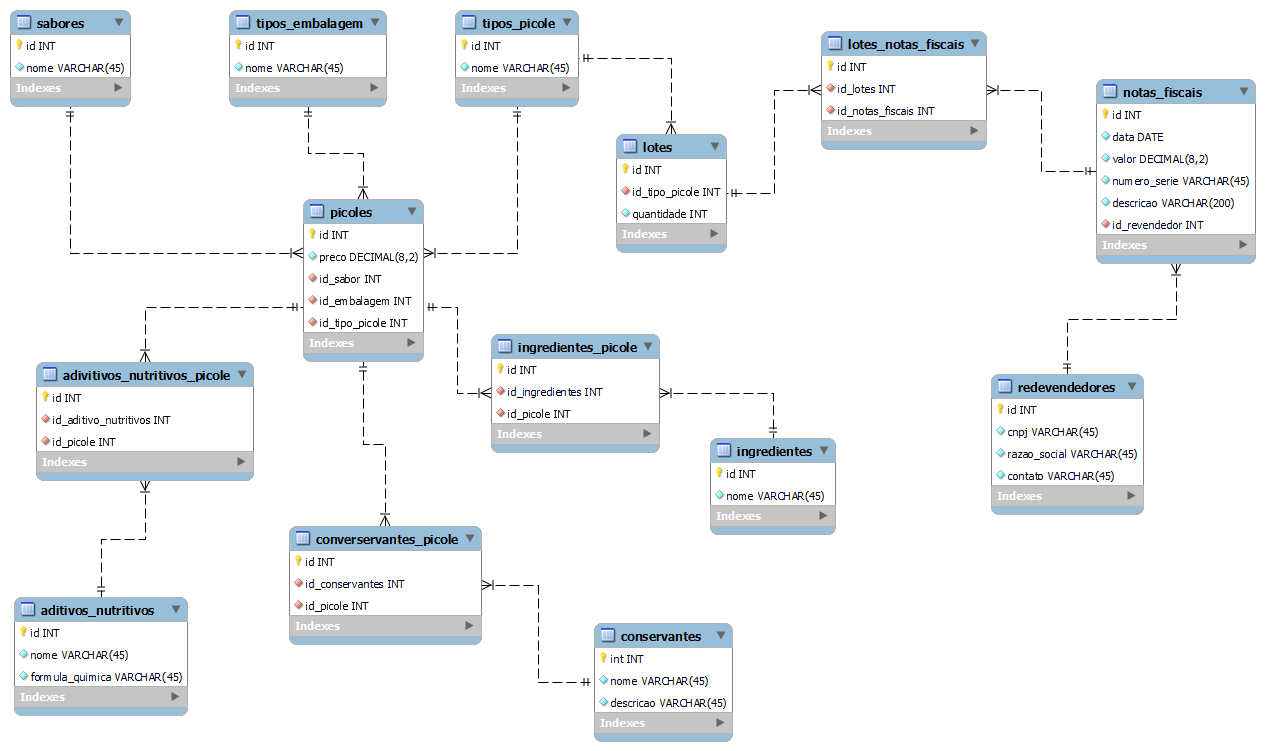 sabores
id INT
nome VARCHAR(45)
Indexes
tipos_embalagem
id INT
nome VARCHAR(45)
Indexes
tipos_picole
id INT
nome VARCHAR(45)
Indexes
lotes_notas_fiscais
id INT
id_lotes INT
id_notas_fiscais INT
Indexes
notas_fiscais
id INT
data DATE
valor DECIMAL(8,2)
numero_serie VARCHAR(45)
descricao VARCHAR(200)
id_revendedor INT
Indexes
lotes
id INT
id_tipo_picole INT
quantidade INT
Indexes
picoles
id INT
preco DECIMAL(8,2)
id_sabor INT
id_embalagem INT
id_tipo_picole INT
Indexes
ingredientes_picole
id INT
id_ingredientes INT
id_picole INT
Indexes
adivitivos_nutritivos_picole
id INT
id_aditivo_nutritivos INT
id_picole INT
Indexes
redevendedores
id INT
cnpj VARCHAR(45)
razao_social VARCHAR(45)
contato VARCHAR(45)
Indexes
ingredientes
id INT
nome VARCHAR(45)
Indexes
converservantes_picole
id INT
id_conservantes INT
id_picole INT
Indexes
aditivos_nutritivos
id INT
nome VARCHAR(45)
formula_quimica VARCHAR(45)
Indexes
conservantes
int INT
nome VARCHAR(45)
descricao VARCHAR(45)
Indexes